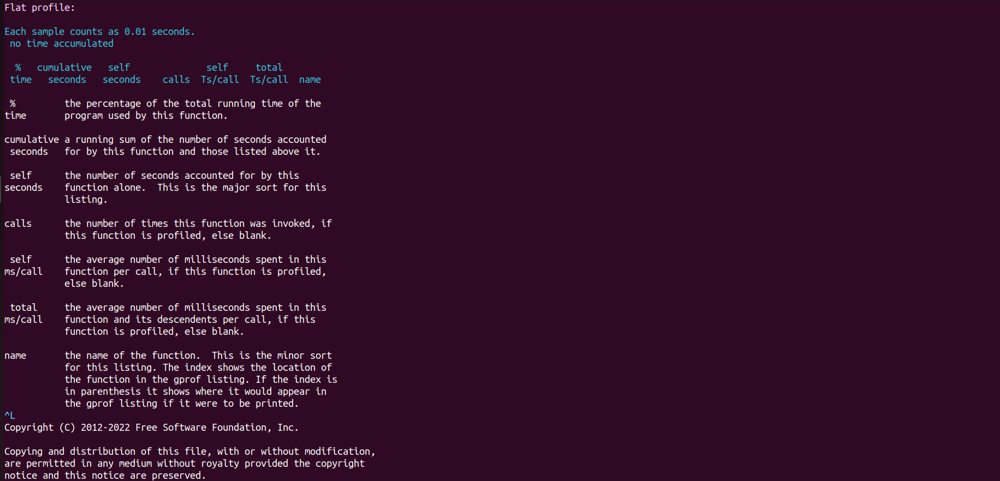 Flat profile:
Each sample counts as 0.01 seconds.
 no time accumulated
  %   cumulative   self              self     total
 time   seconds   seconds    calls  Ts/call  Ts/call  name
 %         the percentage of the total running time of the
time       program used by this function.
cumulative a running sum of the number of seconds accounted
 seconds   for by this function and those listed above it.
 self      the number of seconds accounted for by this
seconds    function alone.  This is the major sort for this
           listing.
calls      the number of times this function was invoked, if
           this function is profiled, else blank.
 self      the average number of milliseconds spent in this
ms/call    function per call, if this function is profiled,
           else blank.
 total     the average number of milliseconds spent in this
ms/call    function and its descendents per call, if this
           function is profiled, else blank.
name       the name of the function.  This is the minor sort
           for this listing. The index shows the location of
           the function in the gprof listing. If the index is
           in parenthesis it shows where it would appear in
           the gprof listing if it were to be printed.
^L
Copyright (C) 2012-2022 Free Software Foundation, Inc.
Copying and distribution of this file, with or without modification,
are permitted in any medium without royalty provided the copyright
notice and this notice are preserved.